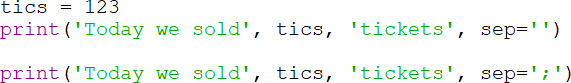 tics = 123
print('Today we sold', tics, 'tickets', sep='')
print('Today we sold', tics, 'tickets', sep=';')